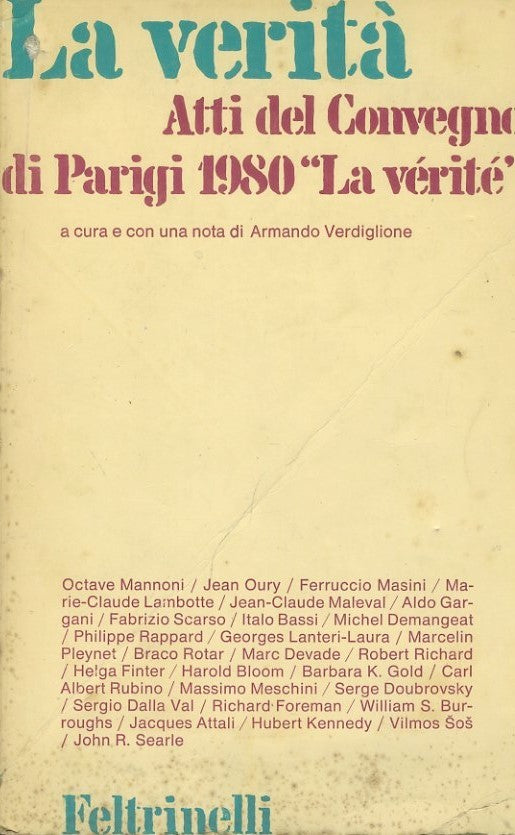 La verità
Atti del Convegno
di Parigi 1980 “La vérité”
a cura e con una nota di Armando Verdiglione
Octave Mannoni / Jean Oury / Ferruccio Masini / Ma-
rie-Claude Lambotte / Jean-Claude Maleval / Aldo Gar-
gani / Fabrizio Scarso / Italo Bassi / Michel Demangeat
/ Philippe Rappard / Georges Lanteri-Laura / Marcelin
Pleynet / Braco Rotar / Marc Devade / Robert Richard
/ Helga Finter / Harold Bloom / Barbara K. Gold / Carl
Albert Rubino / Massimo Meschini / Serge Doubrovsky
/ Sergio Dalla Val / Richard Foreman / William S. Bur-
roughs / Jacques Attali / Hubert Kennedy / Vilmos Šoš
/ John R. Searle
Feltrinelli